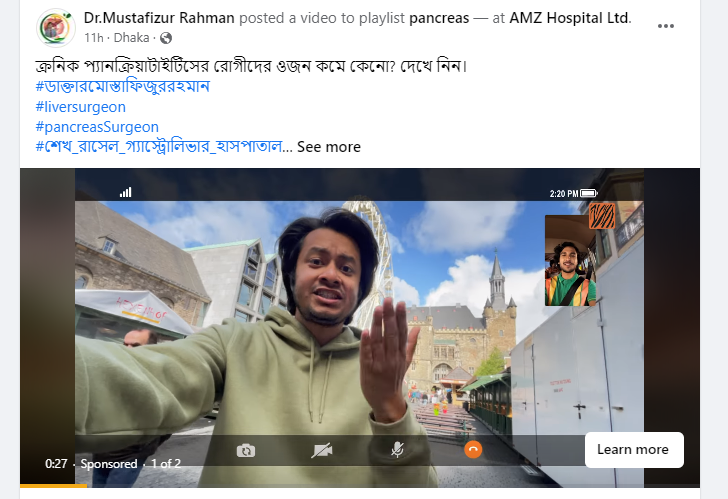 Dr.Mustafizur Rahman posted a video to playlist pancreas — at AMZ Hospital Ltd.
11h · Dhaka ·
ক্রনিক প্যানক্রিয়াটাইটিসের রোগীদের ওজন কমে কেনো? দেখে নিন।
#ডাক্তারমোস্তাফিজুররহমান
#liversurgeon
#pancreasSurgeon
#শেখ_রাসেল_গ্যাস্ট্রোলিভার_হাসপাতাল... See more
2:20 PM
Learn more
0:27 · Sponsored · 1 of 2